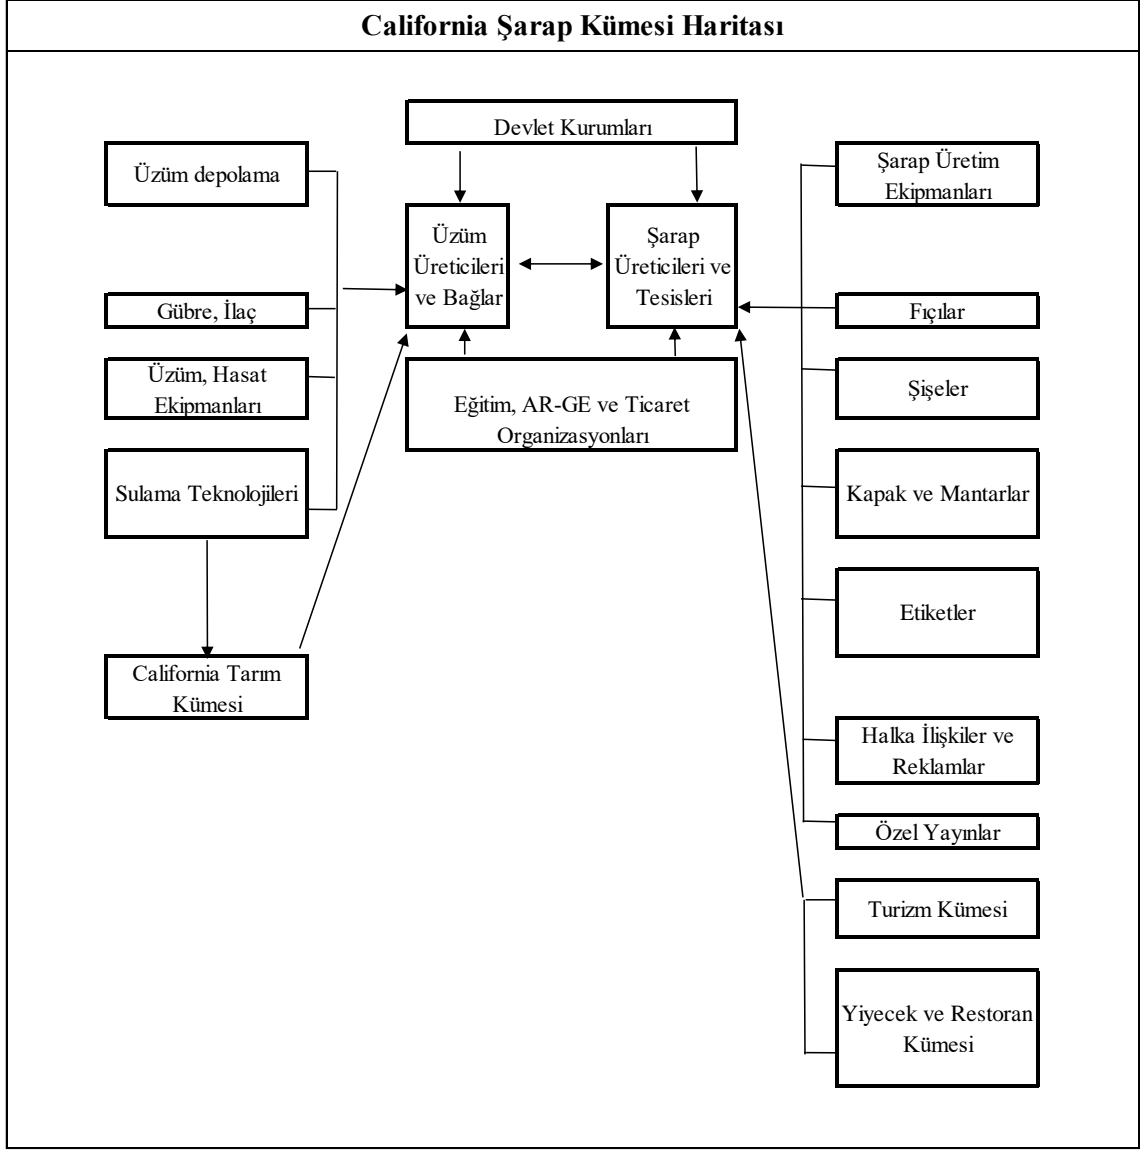 California Şarap Kümesi Haritası
Devlet Kurumları
Üzüm depolama
Gübre, İlaç
Üzüm, Hasat
Ekipmanları
Sulama Teknolojileri
California Tarım
Kümesi
Üzüm
Üreticileri
ve Bağlar
Şarap
Üreticileri ve
Tesisleri
Eğitim, AR-GE ve Ticaret
Organizasyonları
Şarap Üretim
Ekipmanları
Fıçılar
Şişeler
Kapak ve Mantarlar
Etiketler
Halka İlişkiler ve
Reklamlar
Özel Yayınlar
Turizm Kümesi
Yiyecek ve Restoran
Kümesi